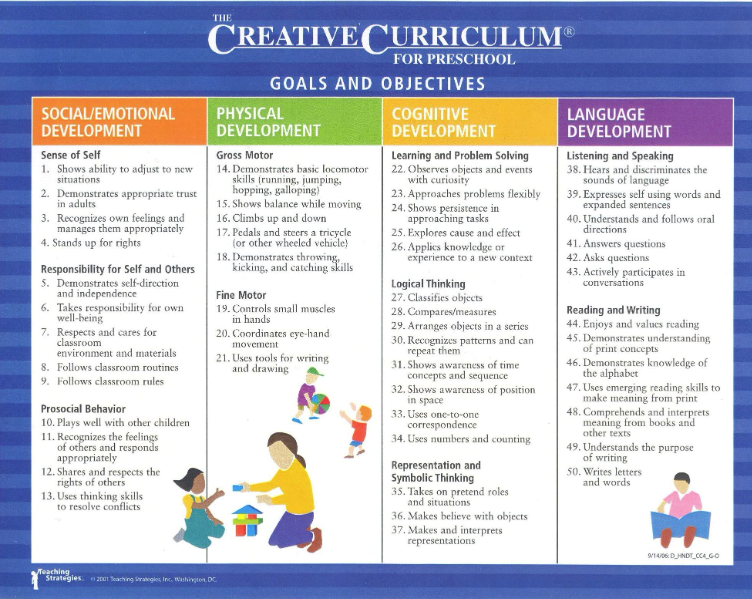 THE
CREATIVE CURRICULUM®
FOR PRESCHOOL
GOALS AND OBJECTIVES
SOCIAL/EMOTIONAL
DEVELOPMENT
Sense of Self
1. Shows ability to adjust to new
situations
2. Demonstrates appropriate trust
in adults
3. Recognizes own feelings and
manages them appropriately
4. Stands up for rights
Responsibility for Self and Others
5. Demonstrates self-direction
and independence
6. Takes responsibility for own
well-being
7. Respects and cares for
classroom
environment and materials
8. Follows classroom routines
9. Follows classroom rules
Prosocial Behavior
10. Plays well with other children
11. Recognizes the feelings
of others and responds
appropriately
12. Shares and respects the
rights of others
13. Uses thinking skills
to resolve conflicts
PHYSICAL
DEVELOPMENT
Gross Motor
14. Demonstrates basic locomotor
skills (running, jumping,
hopping, galloping)
15. Shows balance while moving
16. Climbs up and down
17. Pedals and steers a tricycle
(or other wheeled vehicle)
18. Demonstrates throwing,
kicking, and catching skills
Fine Motor
19. Controls small muscles
in hands
20. Coordinates eye-hand
movement
21. Uses tools for writing
and drawing
COGNITIVE
DEVELOPMENT
Learning and Problem Solving
22. Observes objects and events
with curiosity
23. Approaches problems flexibly
24. Shows persistence in
approaching tasks
25. Explores cause and effect
26. Applies knowledge or
experience to a new context
Logical Thinking
27. Classifies objects
28. Compares/measures
29. Arranges objects in a series
30. Recognizes patterns and can
repeat them
31. Shows awareness of time
concepts and sequence
32. Shows awareness of position
in space
33. Uses one-to-one
correspondence
34. Uses numbers and counting
Representation and
Symbolic Thinking
35. Takes on pretend roles
and situations
36. Makes believe with objects
37. Makes and interprets
representations
LANGUAGE
DEVELOPMENT
Listening and Speaking
38. Hears and discriminates the
sounds of language
39. Expresses self using words and
expanded sentences
40. Understands and follows oral
directions
41. Answers questions
42. Asks questions
43. Actively participates in
conversations
Reading and Writing
44. Enjoys and values reading
45. Demonstrates understanding
of print concepts
46. Demonstrates knowledge of
the alphabet
47. Uses emerging reading skills to
make meaning from print
48. Comprehends and interprets
meaning from books and
other texts
49. Understands the purpose
of writing
50. Writes letters
and words
9/14/06: D_HNDT_CC4_G-O
Teaching
Strategies.
© 2001 Teaching Strategies, Inc. Washington, DC.